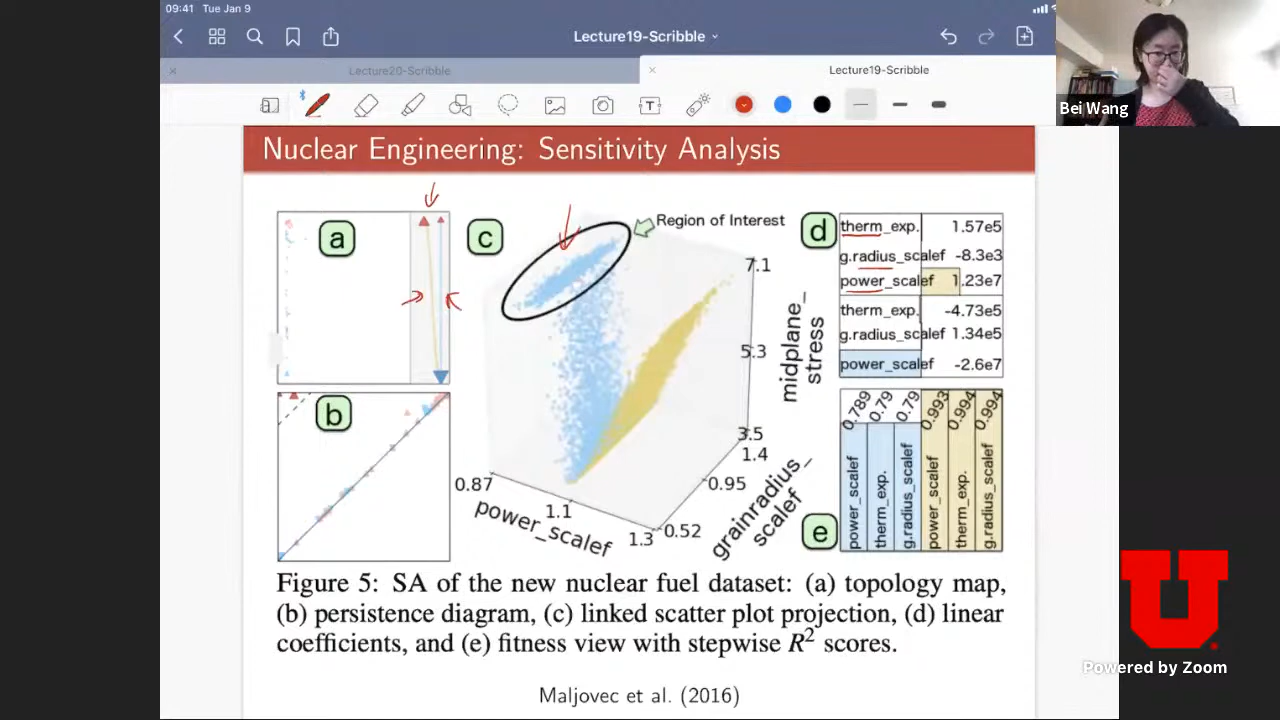 09:41 Tue Jan 9
Lecture19-Scribble
Lecture20-Scribble
Lecture19-Scribble
Bei Wang
Nuclear Engineering: Sensitivity Analysis
a
b
c
Region of Interest
7.1
5.3
3.5
midplane_
stress
1.4
0.95
0.52
grainradius_
scalef
0.87
1.1
1.3
power_scalef
d
therm_exp. 1.57e5
g.radius_scalef -8.3e3
power_scalef 1.23e7
therm_exp. -4.73e5
g.radius_scalef 1.34e5
power_scalef -2.6e7
e
0.789 0.79 0.79 0.993 0.994 0.994
power_scalef
therm_exp.
g.radius_scalef
power_scalef
therm_exp.
g.radius_scalef
Figure 5: SA of the new nuclear fuel dataset: (a) topology map,
(b) persistence diagram, (c) linked scatter plot projection, (d) linear
coefficients, and (e) fitness view with stepwise R² scores.
Maljovec et al. (2016)
U
Powered by Zoom